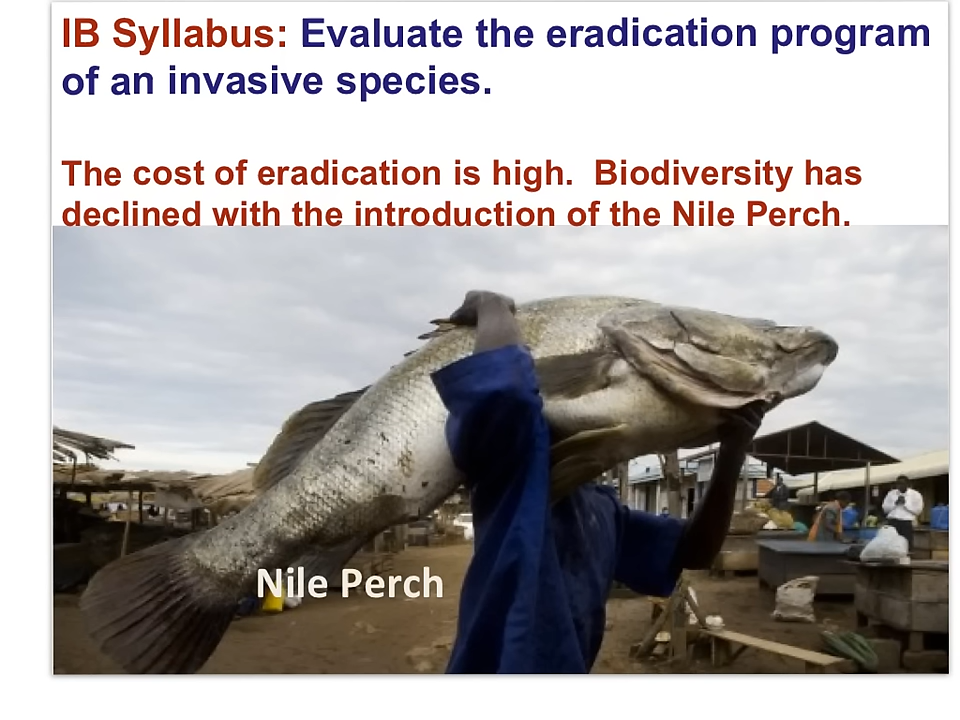 IB Syllabus: Evaluate the eradication program
of an invasive species.
The cost of eradication is high. Biodiversity has
declined with the introduction of the Nile Perch.
Nile Perch